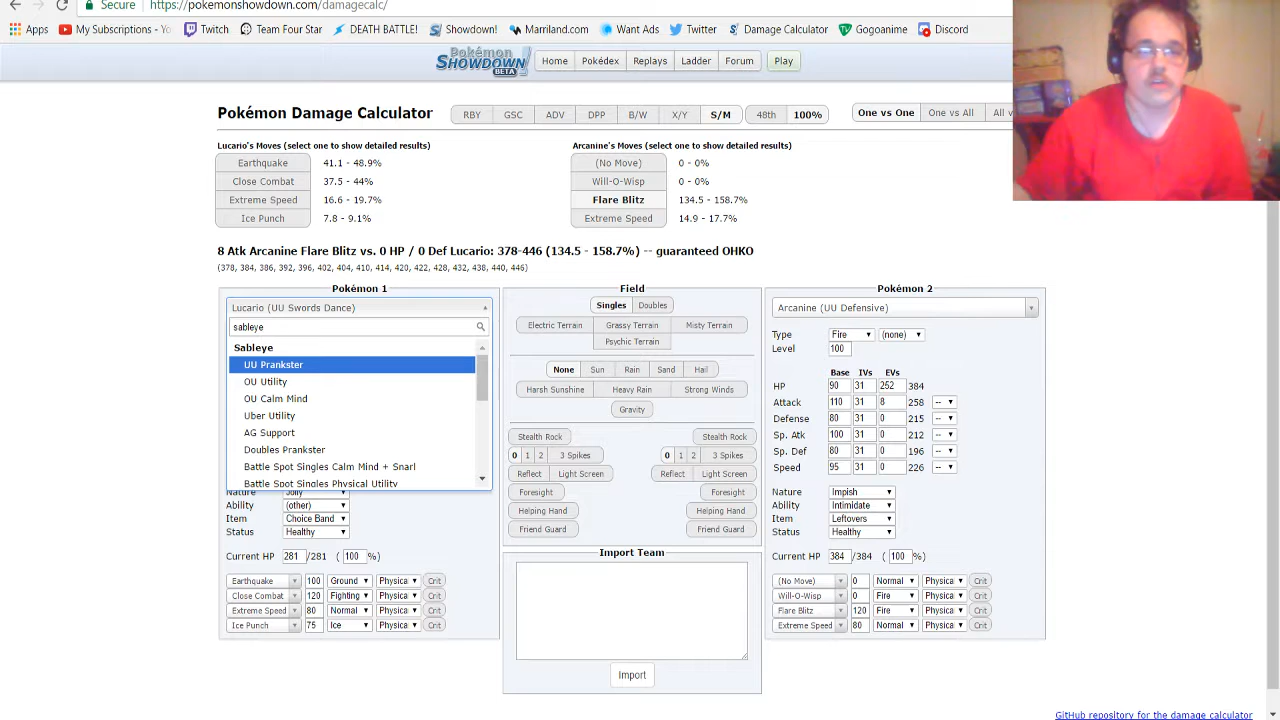 Secure https://pokemonshowdown.com/damagecalc/
Apps My Subscriptions - Yo Twitch Team Four Star DEATH BATTLE! Showdown! Marriland.com Want Ads Twitter Damage Calculator Gogoanime Discord
Pokémon SHOWDOWN! BETA Home Pokédex Replays Ladder Forum Play
Pokémon Damage Calculator RBY GSC ADV DPP B/W X/Y S/M 48th 100% One vs One One vs All All v
Lucario's Moves (select one to show detailed results) Arcanine's Moves (select one to show detailed results)
Earthquake 41.1 - 48.9% (No Move) 0 - 0%
Close Combat 37.5 - 44% Will-O-Wisp 0 - 0%
Extreme Speed 16.6 - 19.7% Flare Blitz 134.5 - 158.7%
Ice Punch 7.8 - 9.1% Extreme Speed 14.9 - 17.7%
8 Atk Arcanine Flare Blitz vs. 0 HP / 0 Def Lucario: 378-446 (134.5 - 158.7%) -- guaranteed OHKO
(378, 384, 386, 392, 396, 402, 404, 410, 414, 420, 422, 428, 432, 438, 440, 446)
Pokémon 1
Lucario (UU Swords Dance)
sableye
Sableye
UU Prankster
OU Utility
OU Calm Mind
Uber Utility
AG Support
Doubles Prankster
Battle Spot Singles Calm Mind + Snarl
Battle Spot Singles Physical Utility
Nature Jolly
Ability (other)
Item Choice Band
Status Healthy
Current HP 281 /281 ( 100 %)
Earthquake 100 Ground Physica Crit
Close Combat 120 Fighting Physica Crit
Extreme Speed 80 Normal Physica Crit
Ice Punch 75 Ice Physica Crit
Field
Singles Doubles
Electric Terrain Grassy Terrain Misty Terrain
Psychic Terrain
None Sun Rain Sand Hail
Harsh Sunshine Heavy Rain Strong Winds
Gravity
Stealth Rock Stealth Rock
0 1 2 3 Spikes 0 1 2 3 Spikes
Reflect Light Screen Reflect Light Screen
Foresight Foresight
Helping Hand Helping Hand
Friend Guard Friend Guard
Import Team
Import
Pokémon 2
Arcanine (UU Defensive)
Type Fire (none)
Level 100
Base IVs EVs
HP 90 31 252 384
Attack 110 31 8 258 --
Defense 80 31 0 215 --
Sp. Atk 100 31 0 212 --
Sp. Def 80 31 0 196 --
Speed 95 31 0 226 --
Nature Impish
Ability Intimidate
Item Leftovers
Status Healthy
Current HP 384 /384 ( 100 %)
(No Move) 0 Normal Physica Crit
Will-O-Wisp 0 Fire Physica Crit
Flare Blitz 120 Fire Physica Crit
Extreme Speed 80 Normal Physica Crit
GitHub repository for the damage calculator